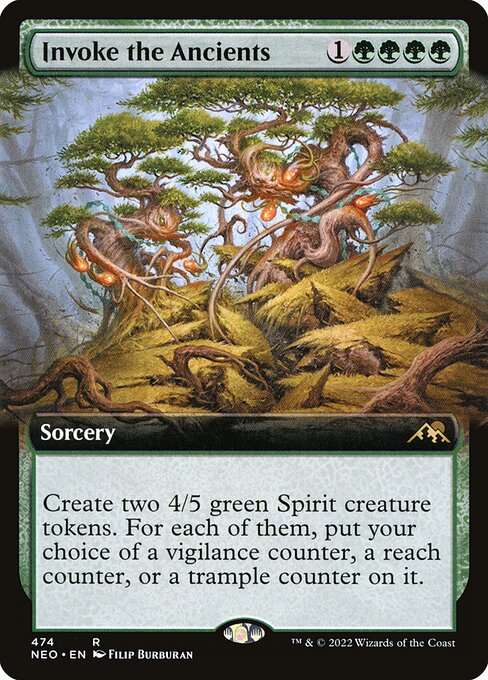 Invoke the Ancients 1
Sorcery
Create two 4/5 green Spirit creature
tokens. For each of them, put your
choice of a vigilance counter, a reach
counter, or a trample counter on it.
474 R
NEO • EN Filip Burburan
™ & © 2022 Wizards of the Coast